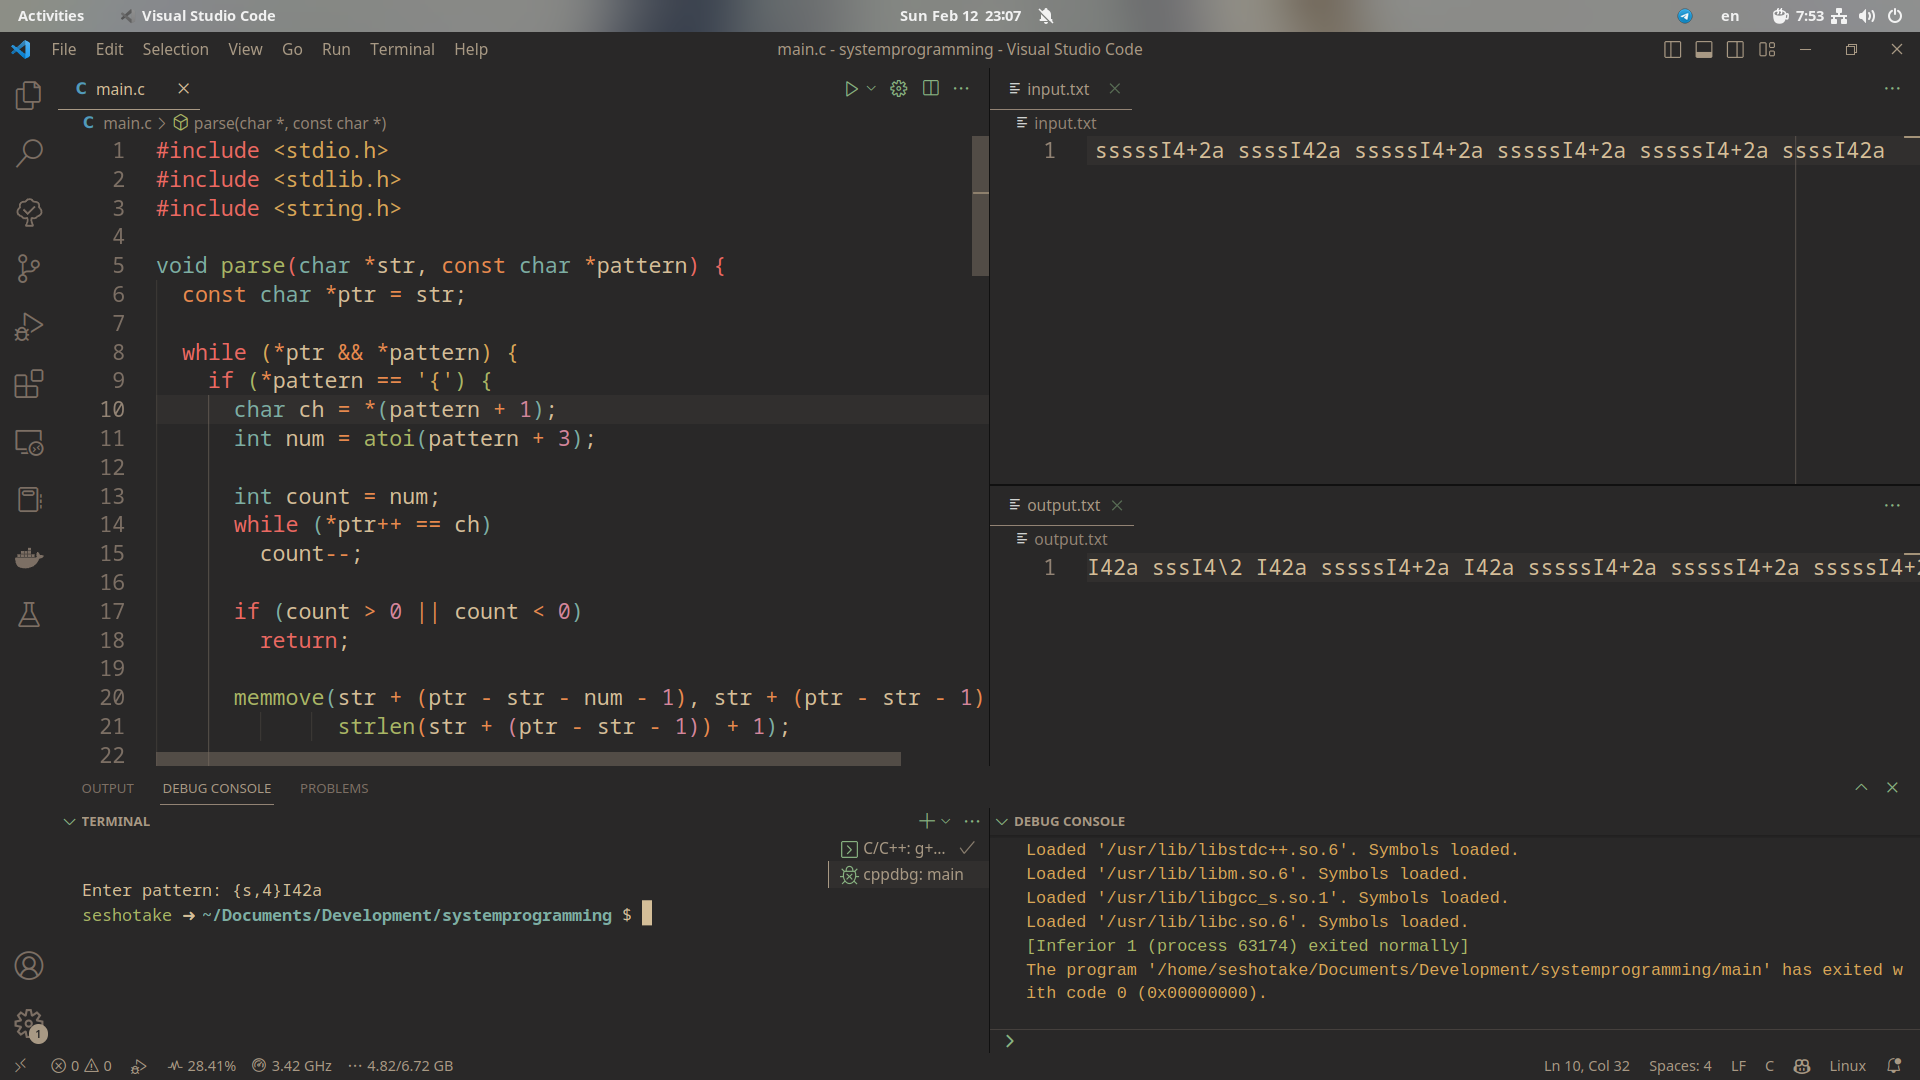 Activities Visual Studio Code Sun Feb 12 23:07 en 7:53
File Edit Selection View Go Run Terminal Help main.c - systemprogramming - Visual Studio Code
C main.c
C main.c > parse(char *, const char *)
1 #include <stdio.h>
2 #include <stdlib.h>
3 #include <string.h>
4
5 void parse(char *str, const char *pattern) {
6 const char *ptr = str;
7
8 while (*ptr && *pattern) {
9 if (*pattern == '{') {
10 char ch = *(pattern + 1);
11 int num = atoi(pattern + 3);
12
13 int count = num;
14 while (*ptr++ == ch)
15 count--;
16
17 if (count > 0 || count < 0)
18 return;
19
20 memmove(str + (ptr - str - num - 1), str + (ptr - str - 1)
21 strlen(str + (ptr - str - 1)) + 1);
22
input.txt
input.txt
1 sssssI4+2a ssssI42a sssssI4+2a sssssI4+2a sssssI4+2a ssssI42a
output.txt
output.txt
1 I42a sssI4\2 I42a sssssI4+2a I42a sssssI4+2a sssssI4+2a sssssI4+2
OUTPUT DEBUG CONSOLE PROBLEMS
TERMINAL
C/C++: g+...
cppdbg: main
Enter pattern: {s,4}I42a
seshotake ➜ ~/Documents/Development/systemprogramming $
DEBUG CONSOLE
Loaded '/usr/lib/libstdc++.so.6'. Symbols loaded.
Loaded '/usr/lib/libm.so.6'. Symbols loaded.
Loaded '/usr/lib/libgcc_s.so.1'. Symbols loaded.
Loaded '/usr/lib/libc.so.6'. Symbols loaded.
[Inferior 1 (process 63174) exited normally]
The program '/home/seshotake/Documents/Development/systemprogramming/main' has exited w
ith code 0 (0x00000000).
1
0 0 28.41% 3.42 GHz 4.82/6.72 GB Ln 10, Col 32 Spaces: 4 LF C Linux